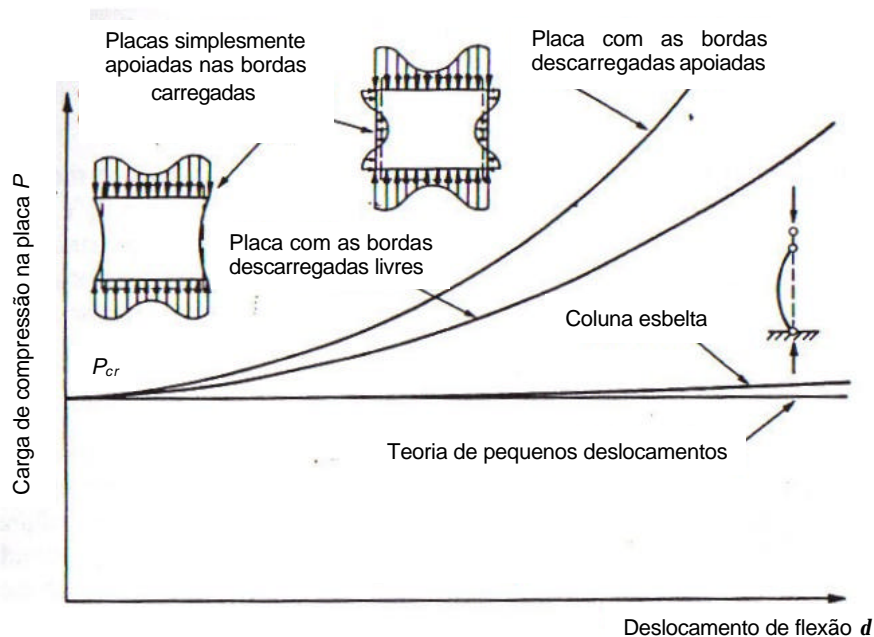 Placas simplesmente
apoiadas nas bordas
carregadas
Placa com as bordas
descarregadas apoiadas
Placa com as bordas
descarregadas livres
Coluna esbelta
P_cr
Teoria de pequenos deslocamentos
Carga de compressão na placa P
Deslocamento de flexão d